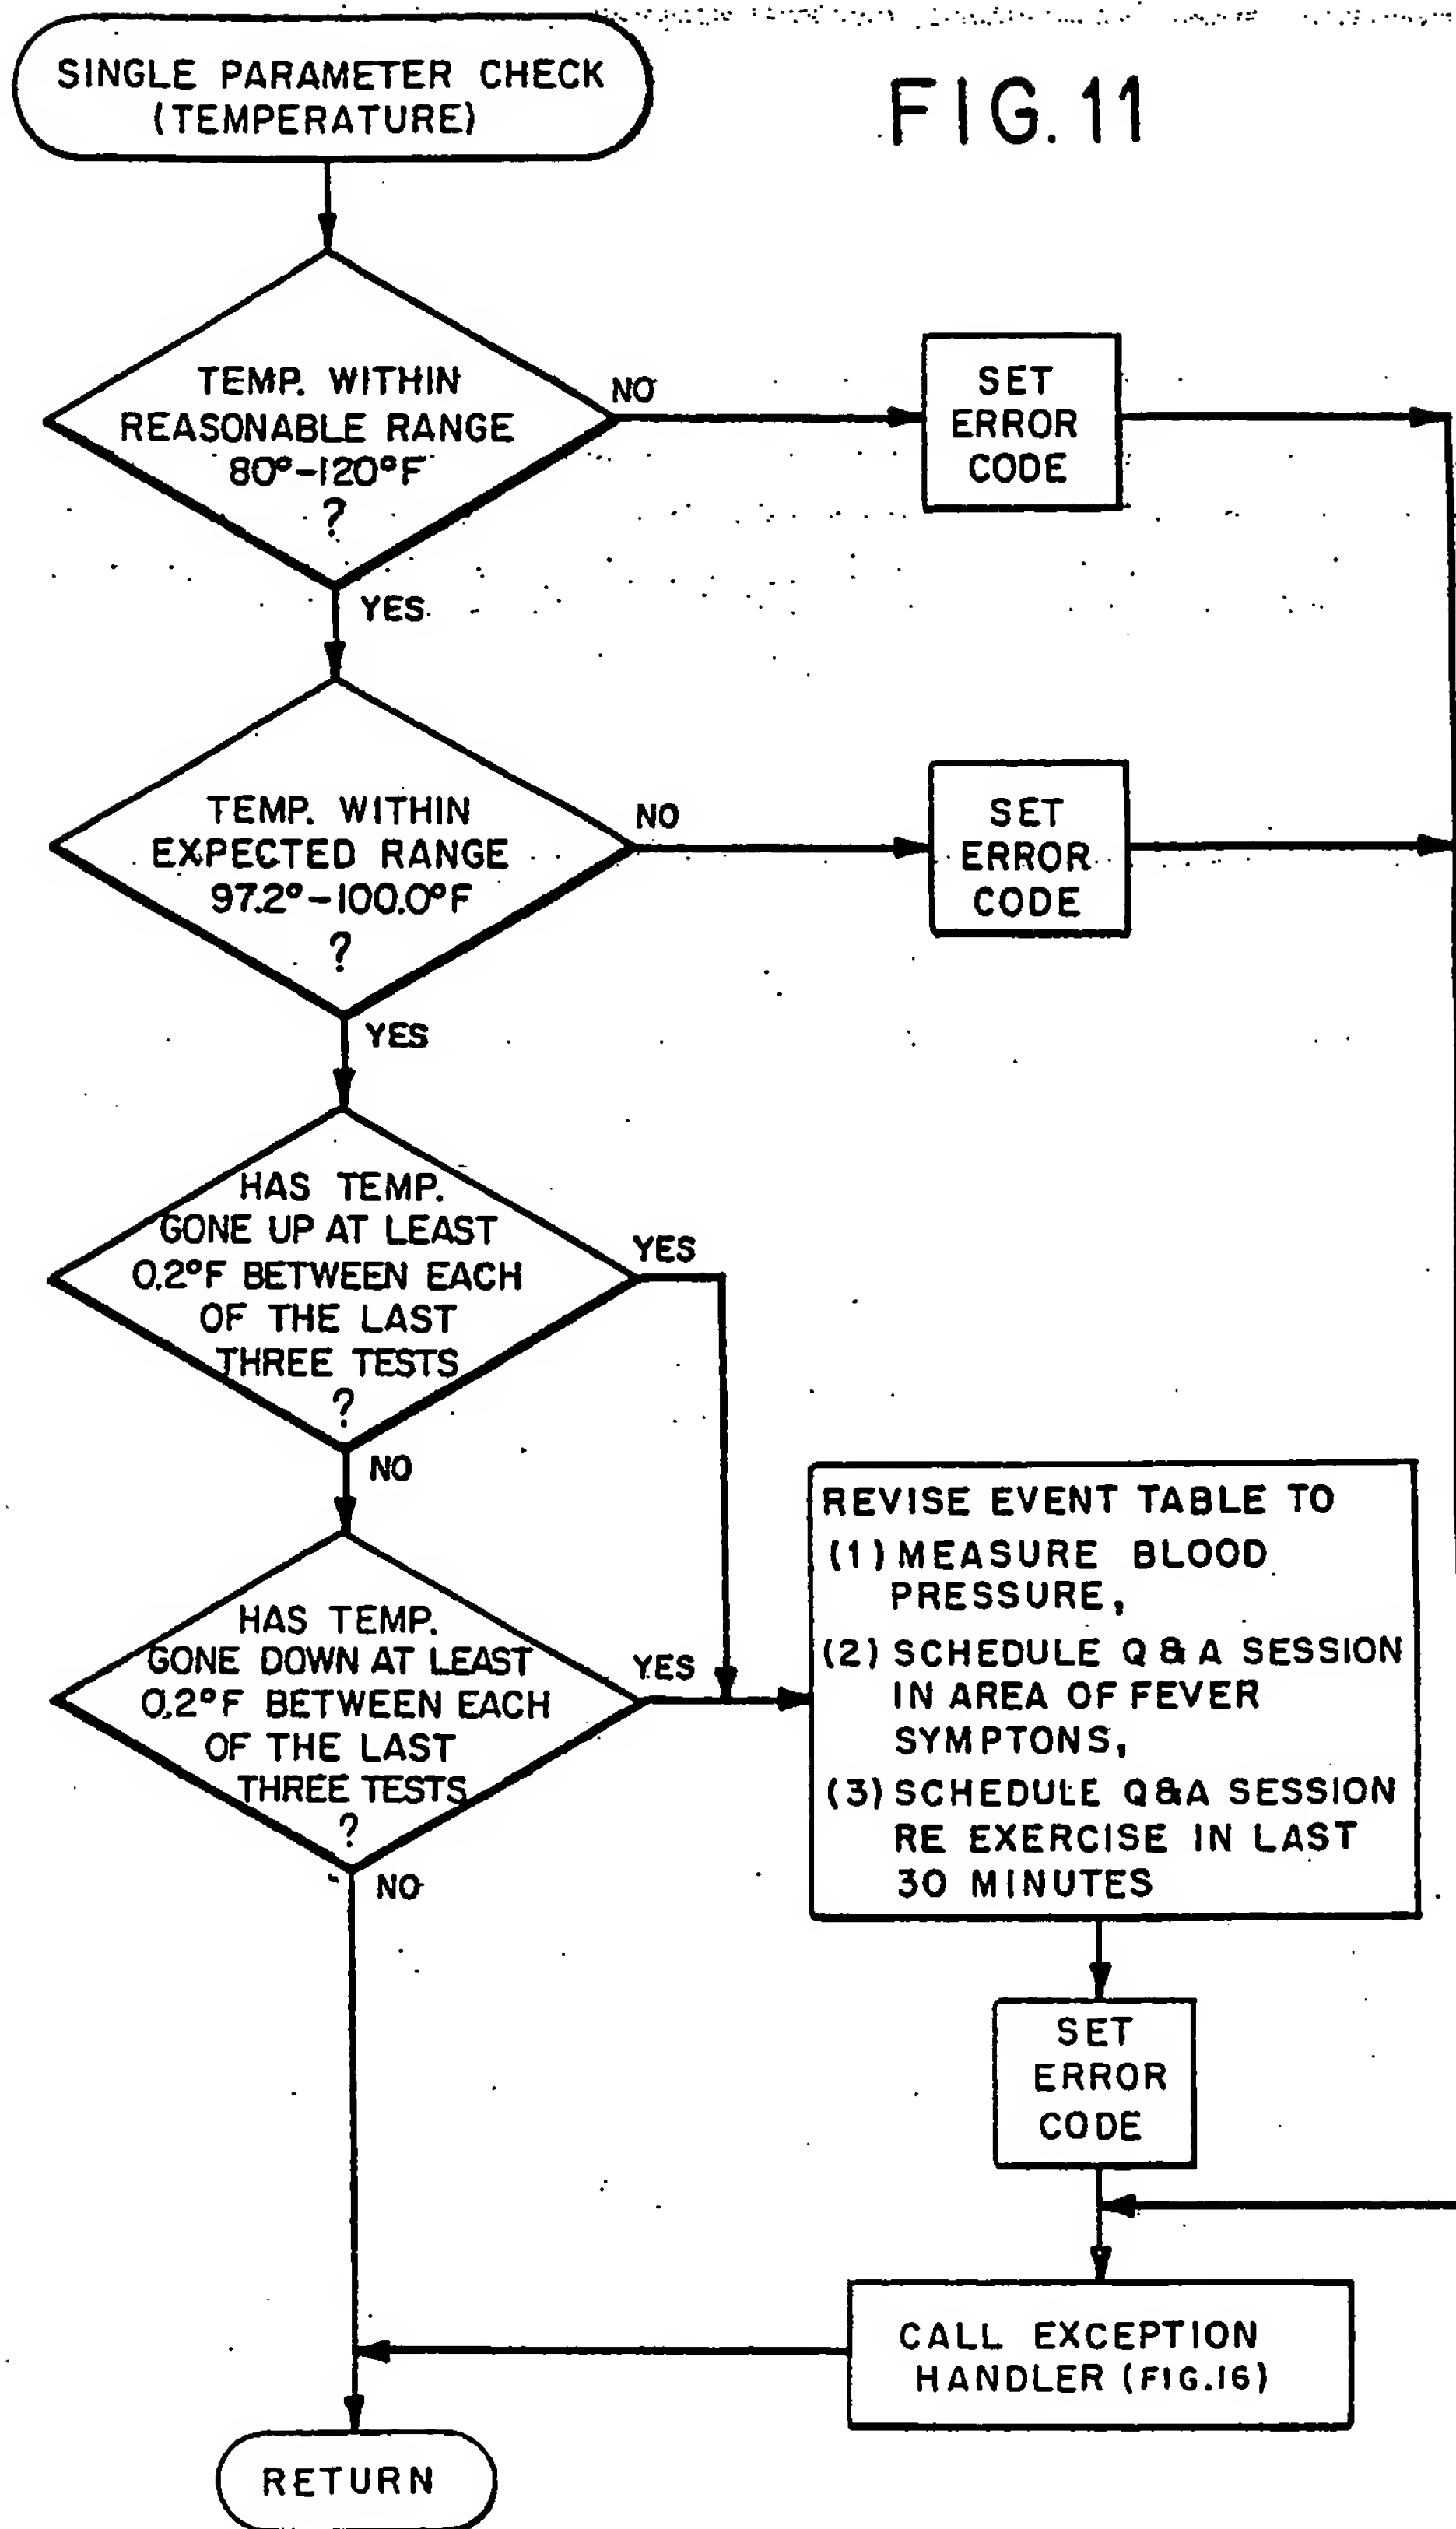 SINGLE PARAMETER CHECK
(TEMPERATURE)
FIG. 11
TEMP. WITHIN
REASONABLE RANGE
80°-120°F
?
NO
SET
ERROR
CODE
YES
TEMP. WITHIN
EXPECTED RANGE
97.2°-100.0°F
?
NO
SET
ERROR
CODE
YES
HAS TEMP.
GONE UP AT LEAST
0.2°F BETWEEN EACH
OF THE LAST
THREE TESTS
?
YES
NO
HAS TEMP.
GONE DOWN AT LEAST
0.2°F BETWEEN EACH
OF THE LAST
THREE TESTS
?
YES
NO
REVISE EVENT TABLE TO
(1) MEASURE BLOOD
PRESSURE,
(2) SCHEDULE Q & A SESSION
IN AREA OF FEVER
SYMPTONS,
(3) SCHEDULE Q&A SESSION
RE EXERCISE IN LAST
30 MINUTES
SET
ERROR
CODE
CALL EXCEPTION
HANDLER (FIG.16)
RETURN